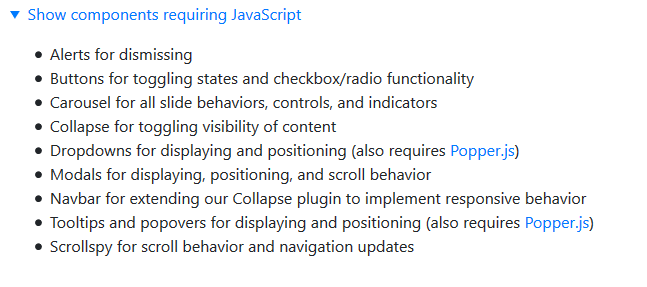 Show components requiring JavaScript
Alerts for dismissing
Buttons for toggling states and checkbox/radio functionality
Carousel for all slide behaviors, controls, and indicators
Collapse for toggling visibility of content
Dropdowns for displaying and positioning (also requires Popper.js)
Modals for displaying, positioning, and scroll behavior
Navbar for extending our Collapse plugin to implement responsive behavior
Tooltips and popovers for displaying and positioning (also requires Popper.js)
Scrollspy for scroll behavior and navigation updates